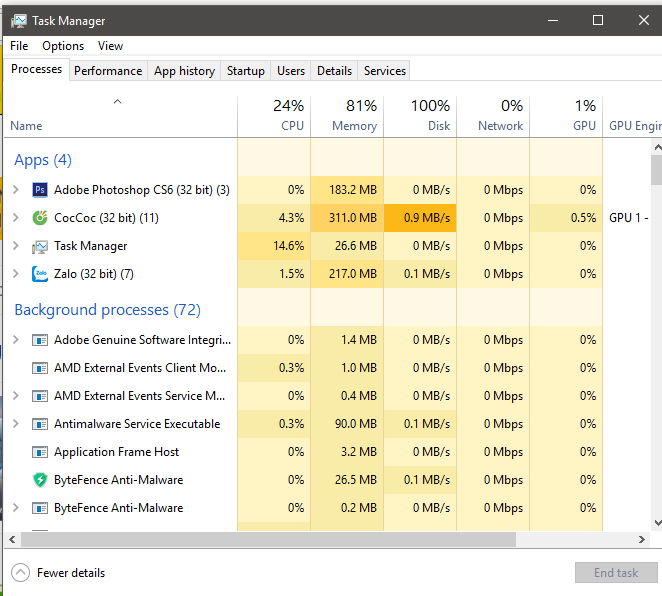 Task Manager
File Options View
Processes Performance App history Startup Users Details Services
24% 81% 100% 0% 1%
Name CPU Memory Disk Network GPU GPU Engin
Apps (4)
Ps Adobe Photoshop CS6 (32 bit) (3) 0% 183.2 MB 0 MB/s 0 Mbps 0%
CocCoc (32 bit) (11) 4.3% 311.0 MB 0.9 MB/s 0 Mbps 0.5% GPU 1 -
Task Manager 14.6% 26.6 MB 0 MB/s 0 Mbps 0%
Zalo Zalo (32 bit) (7) 1.5% 217.0 MB 0.1 MB/s 0 Mbps 0%
Background processes (72)
Adobe Genuine Software Integri... 0% 1.4 MB 0 MB/s 0 Mbps 0%
AMD External Events Client Mo... 0.3% 1.0 MB 0 MB/s 0 Mbps 0%
AMD External Events Service M... 0% 0.4 MB 0 MB/s 0 Mbps 0%
Antimalware Service Executable 0.3% 90.0 MB 0.1 MB/s 0 Mbps 0%
Application Frame Host 0% 3.2 MB 0 MB/s 0 Mbps 0%
ByteFence Anti-Malware 0% 26.5 MB 0.1 MB/s 0 Mbps 0%
ByteFence Anti-Malware 0% 0.2 MB 0 MB/s 0 Mbps 0%
Fewer details End task